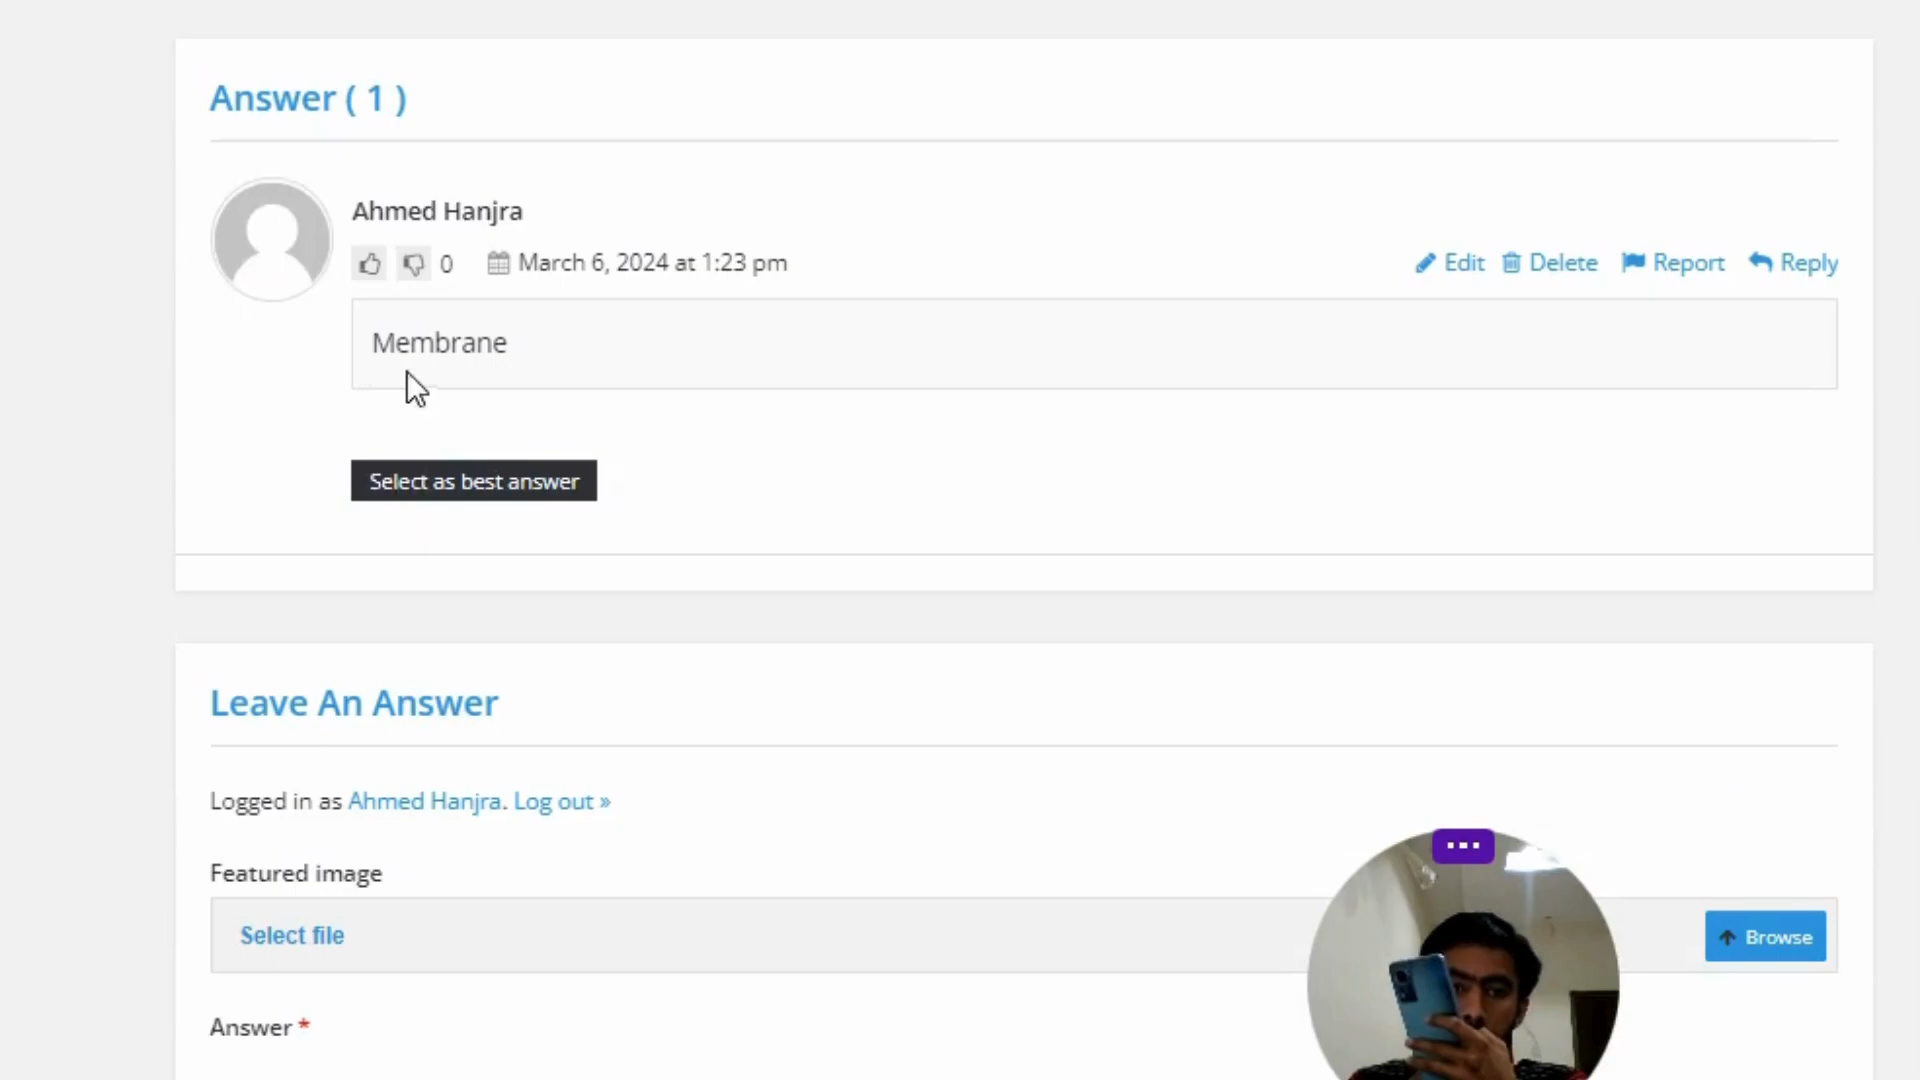 Answer ( 1 )
Ahmed Hanjra
0 March 6, 2024 at 1:23 pm Edit Delete Report Reply
Membrane
Select as best answer
Leave An Answer
Logged in as Ahmed Hanjra. Log out »
Featured image
Select file Browse
Answer *